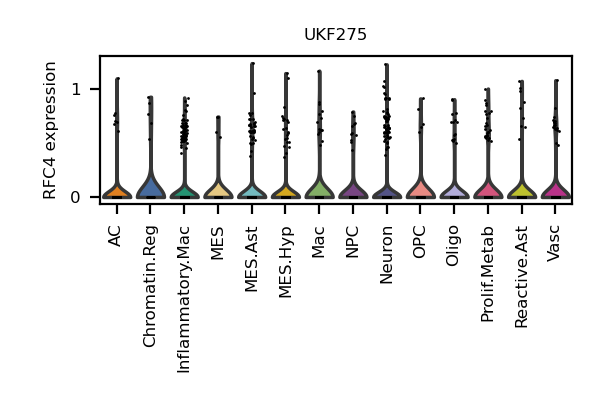 UKF275
RFC4 expression
1
0
AC
Chromatin.Reg
Inflammatory.Mac
MES
MES.Ast
MES.Hyp
Mac
NPC
Neuron
OPC
Oligo
Prolif.Metab
Reactive.Ast
Vasc